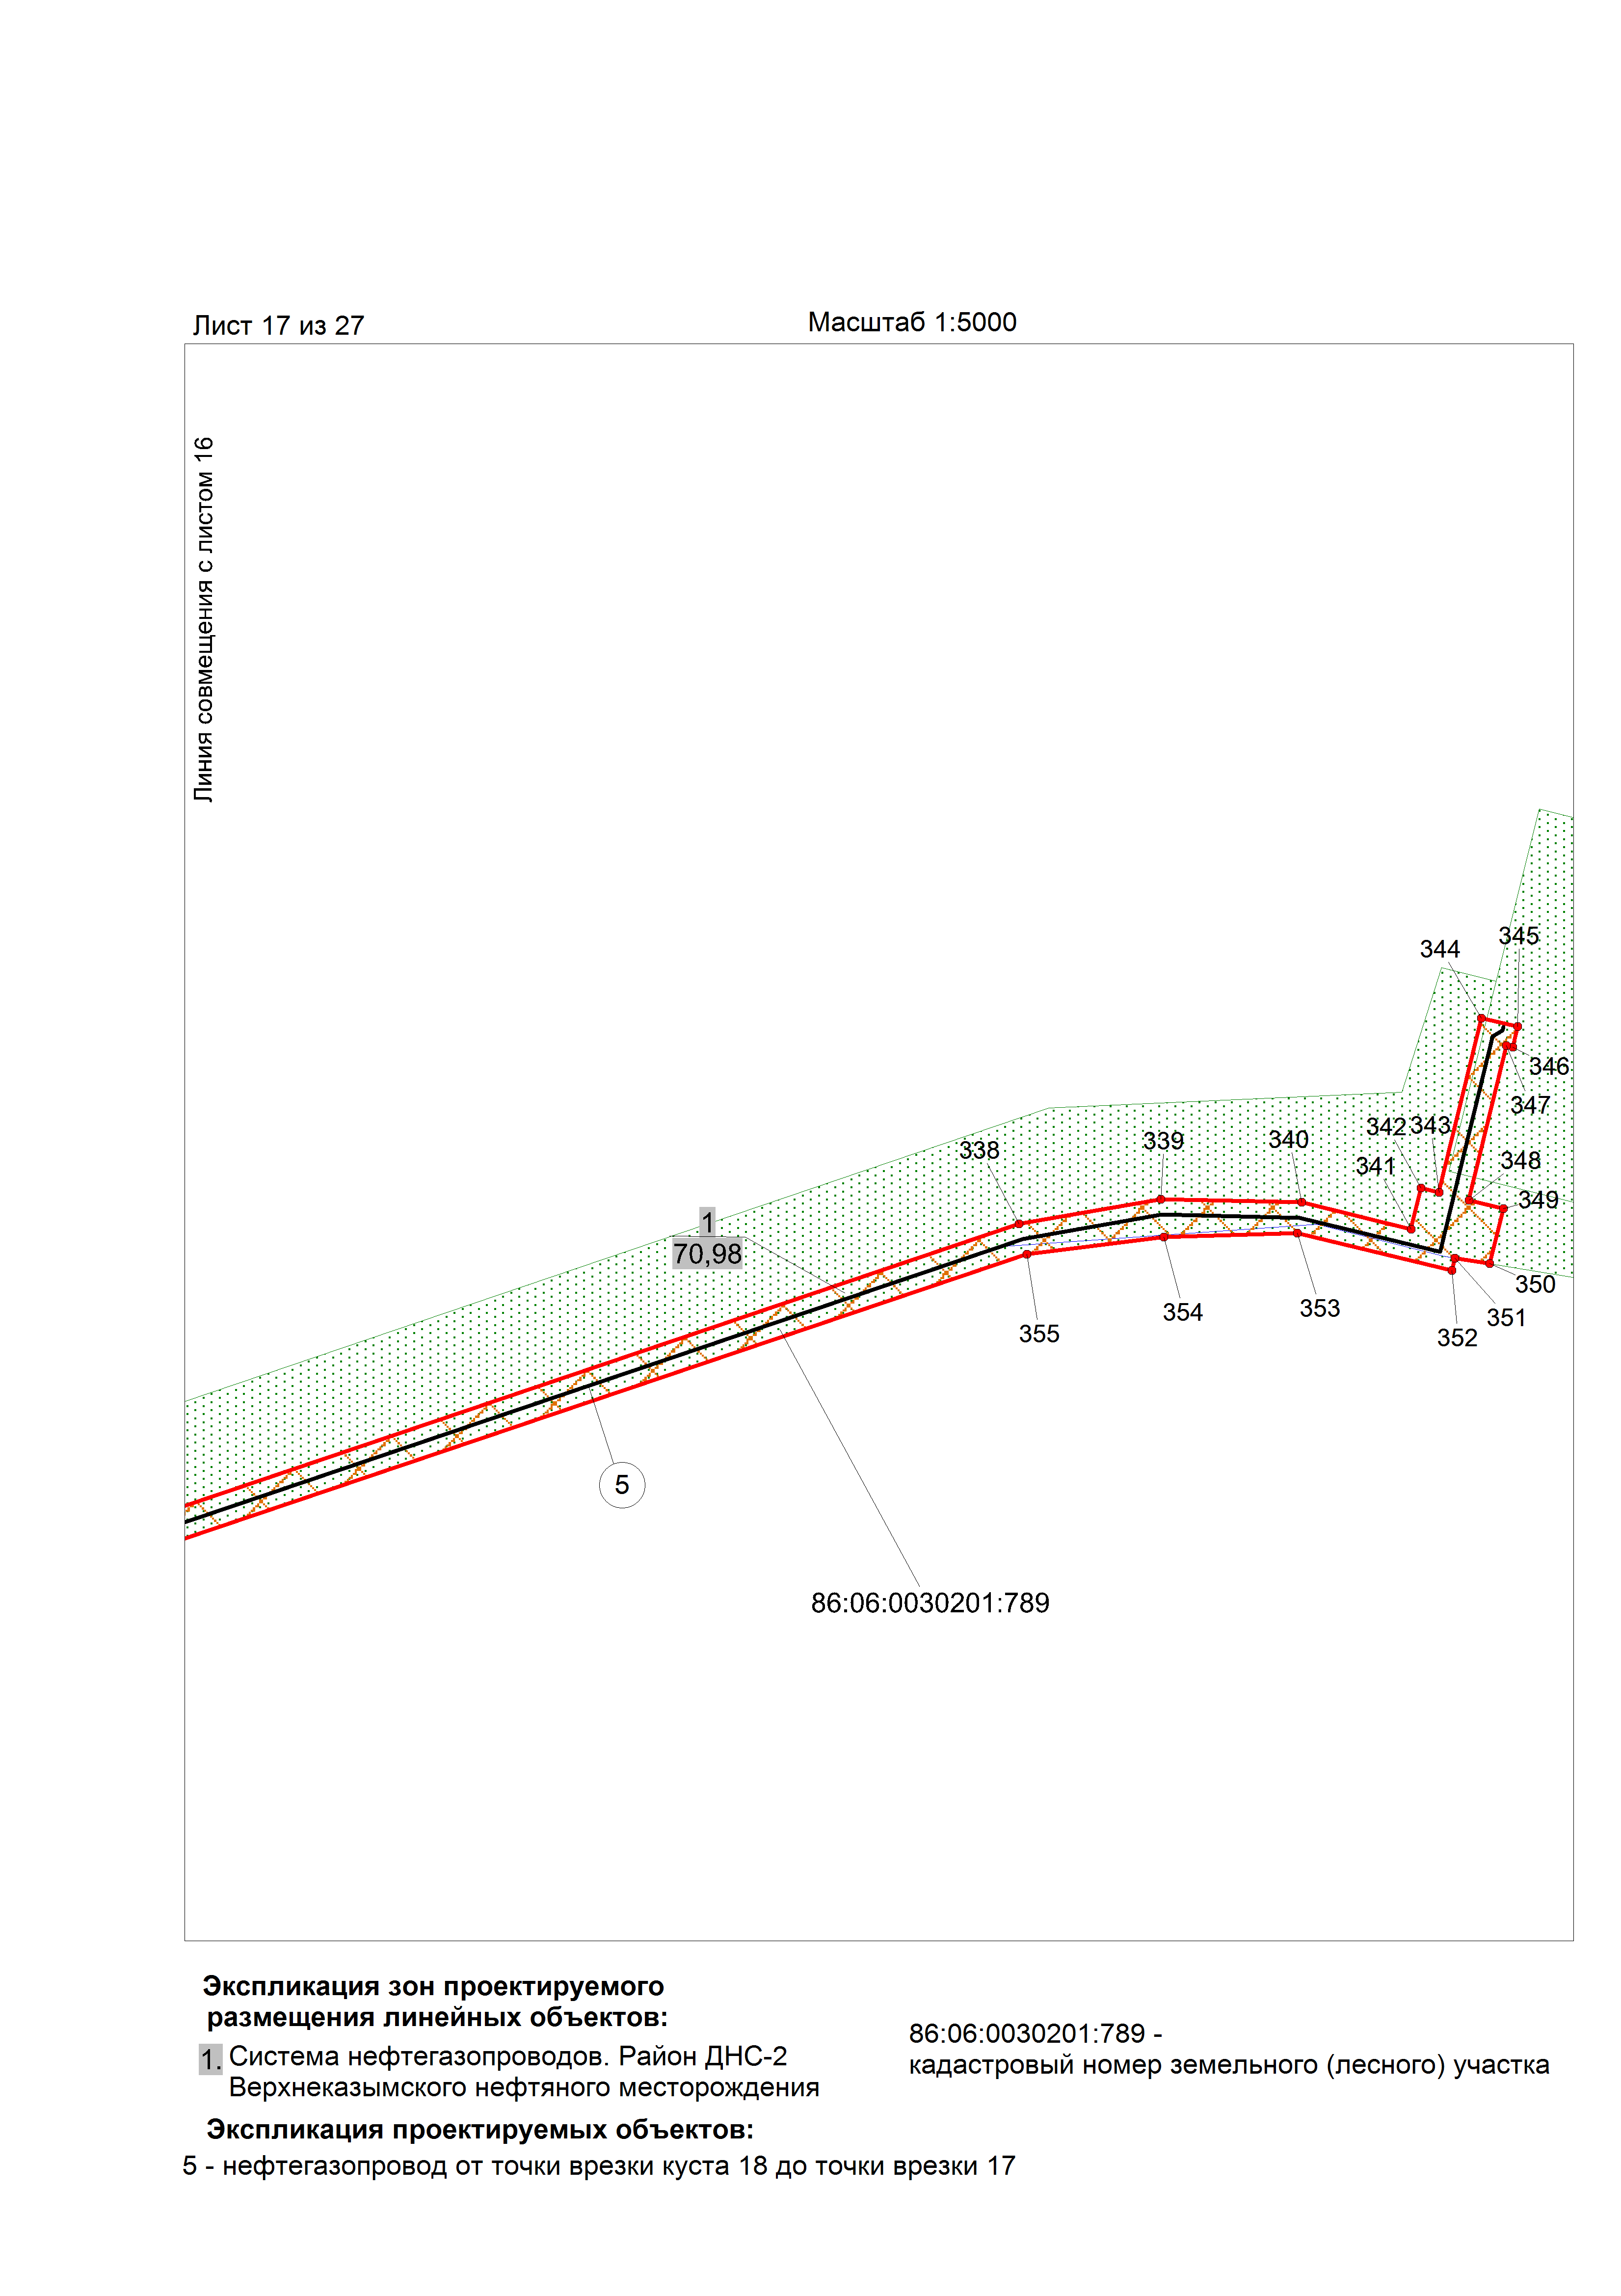 Лист 17 из 27
Масштаб 1:5000
Линия совмещения с листом 16
344
345
346
347
342
343
341
348
349
338
339
340
1
70,98
350
351
352
353
354
355
5
86:06:0030201:789
Экспликация зон проектируемого
размещения линейных объектов:
1. Система нефтегазопроводов. Район ДНС-2
Верхнеказымского нефтяного месторождения
86:06:0030201:789 -
кадастровый номер земельного (лесного) участка
Экспликация проектируемых объектов:
5 - нефтегазопровод от точки врезки куста 18 до точки врезки 17